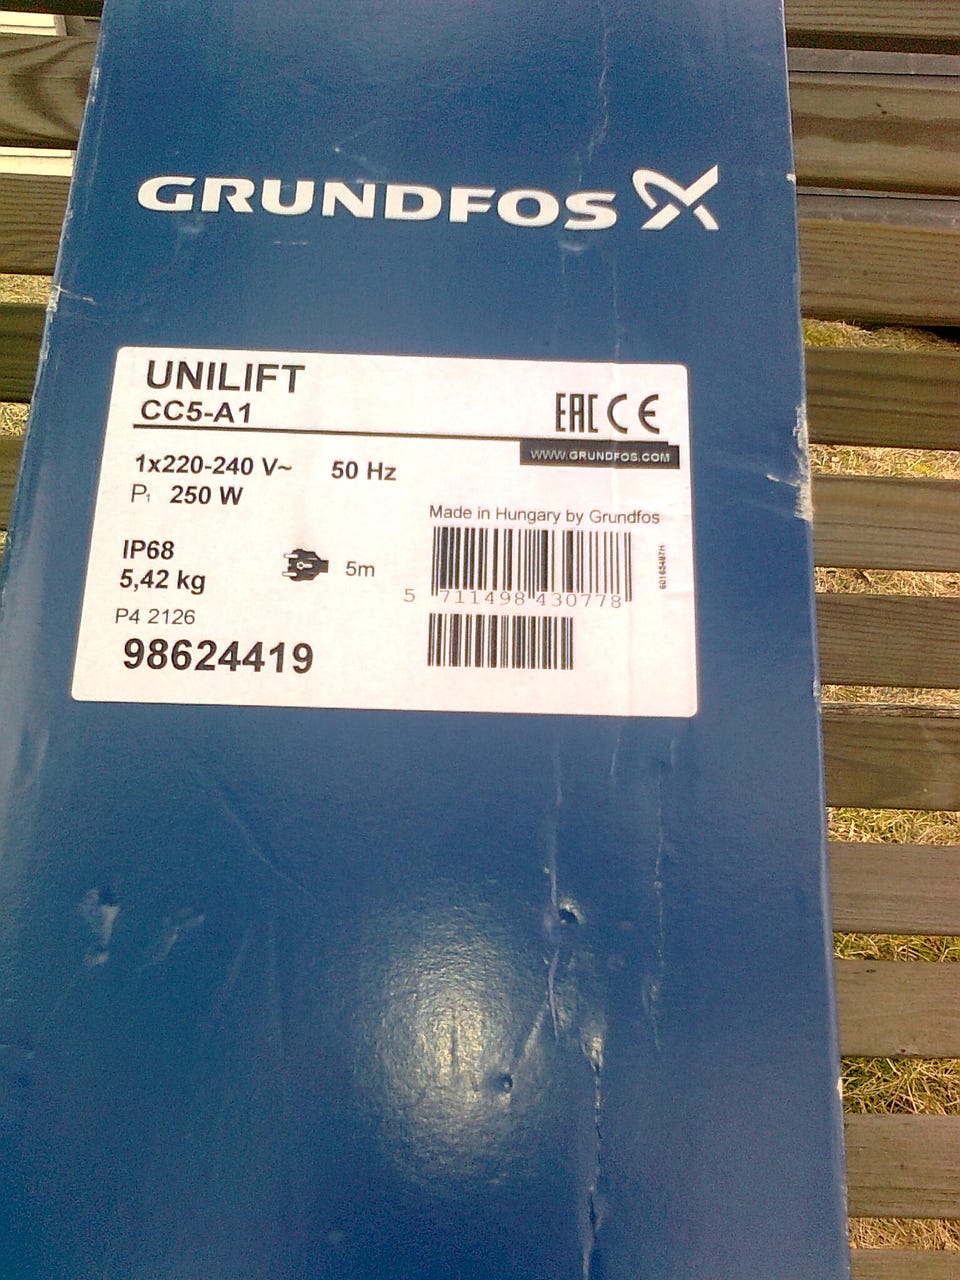 GRUNDFOS
UNILIFT
CC5-A1
EAC CE
WWW.GRUNDFOS.COM
1x220-240 V~ 50 Hz
P1 250 W
Made in Hungary by Grundfos
IP68
5m
5,42 kg
5 711498 430778
P4 2126
98624419